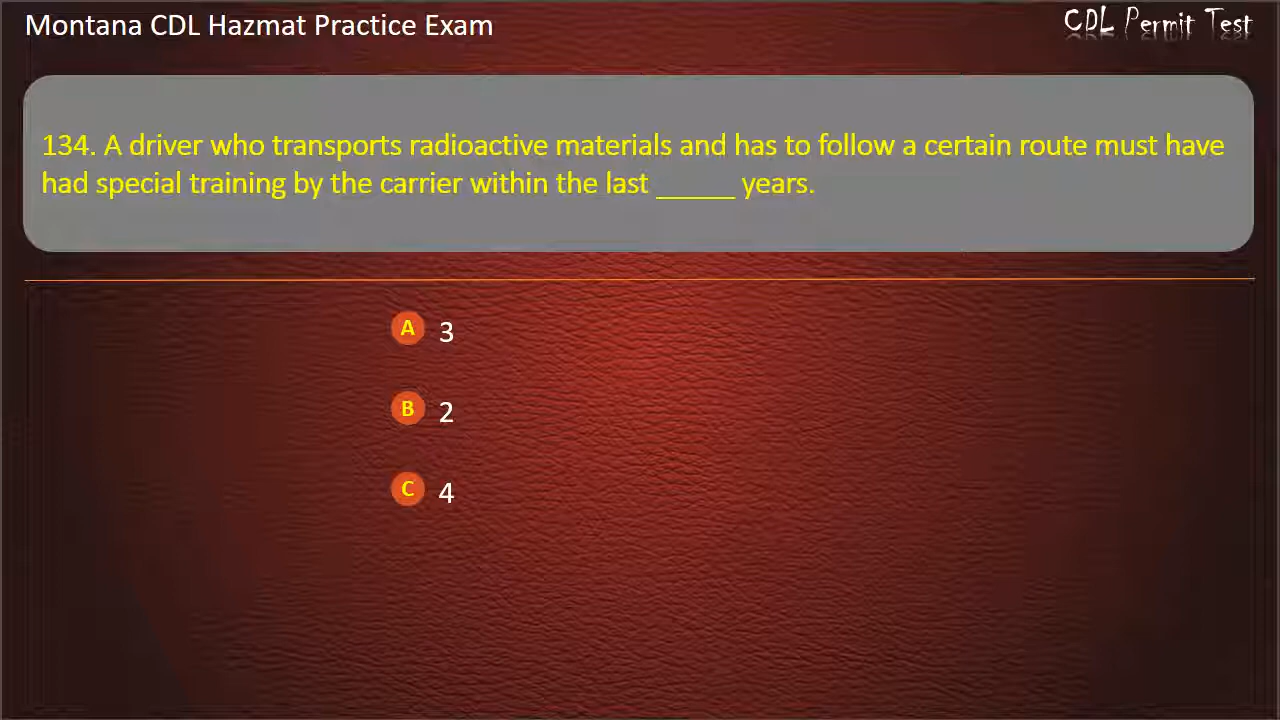 Montana CDL Hazmat Practice Exam
CDL Permit Test
134. A driver who transports radioactive materials and has to follow a certain route must have
had special training by the carrier within the last ______ years.
A 3
B 2
C 4